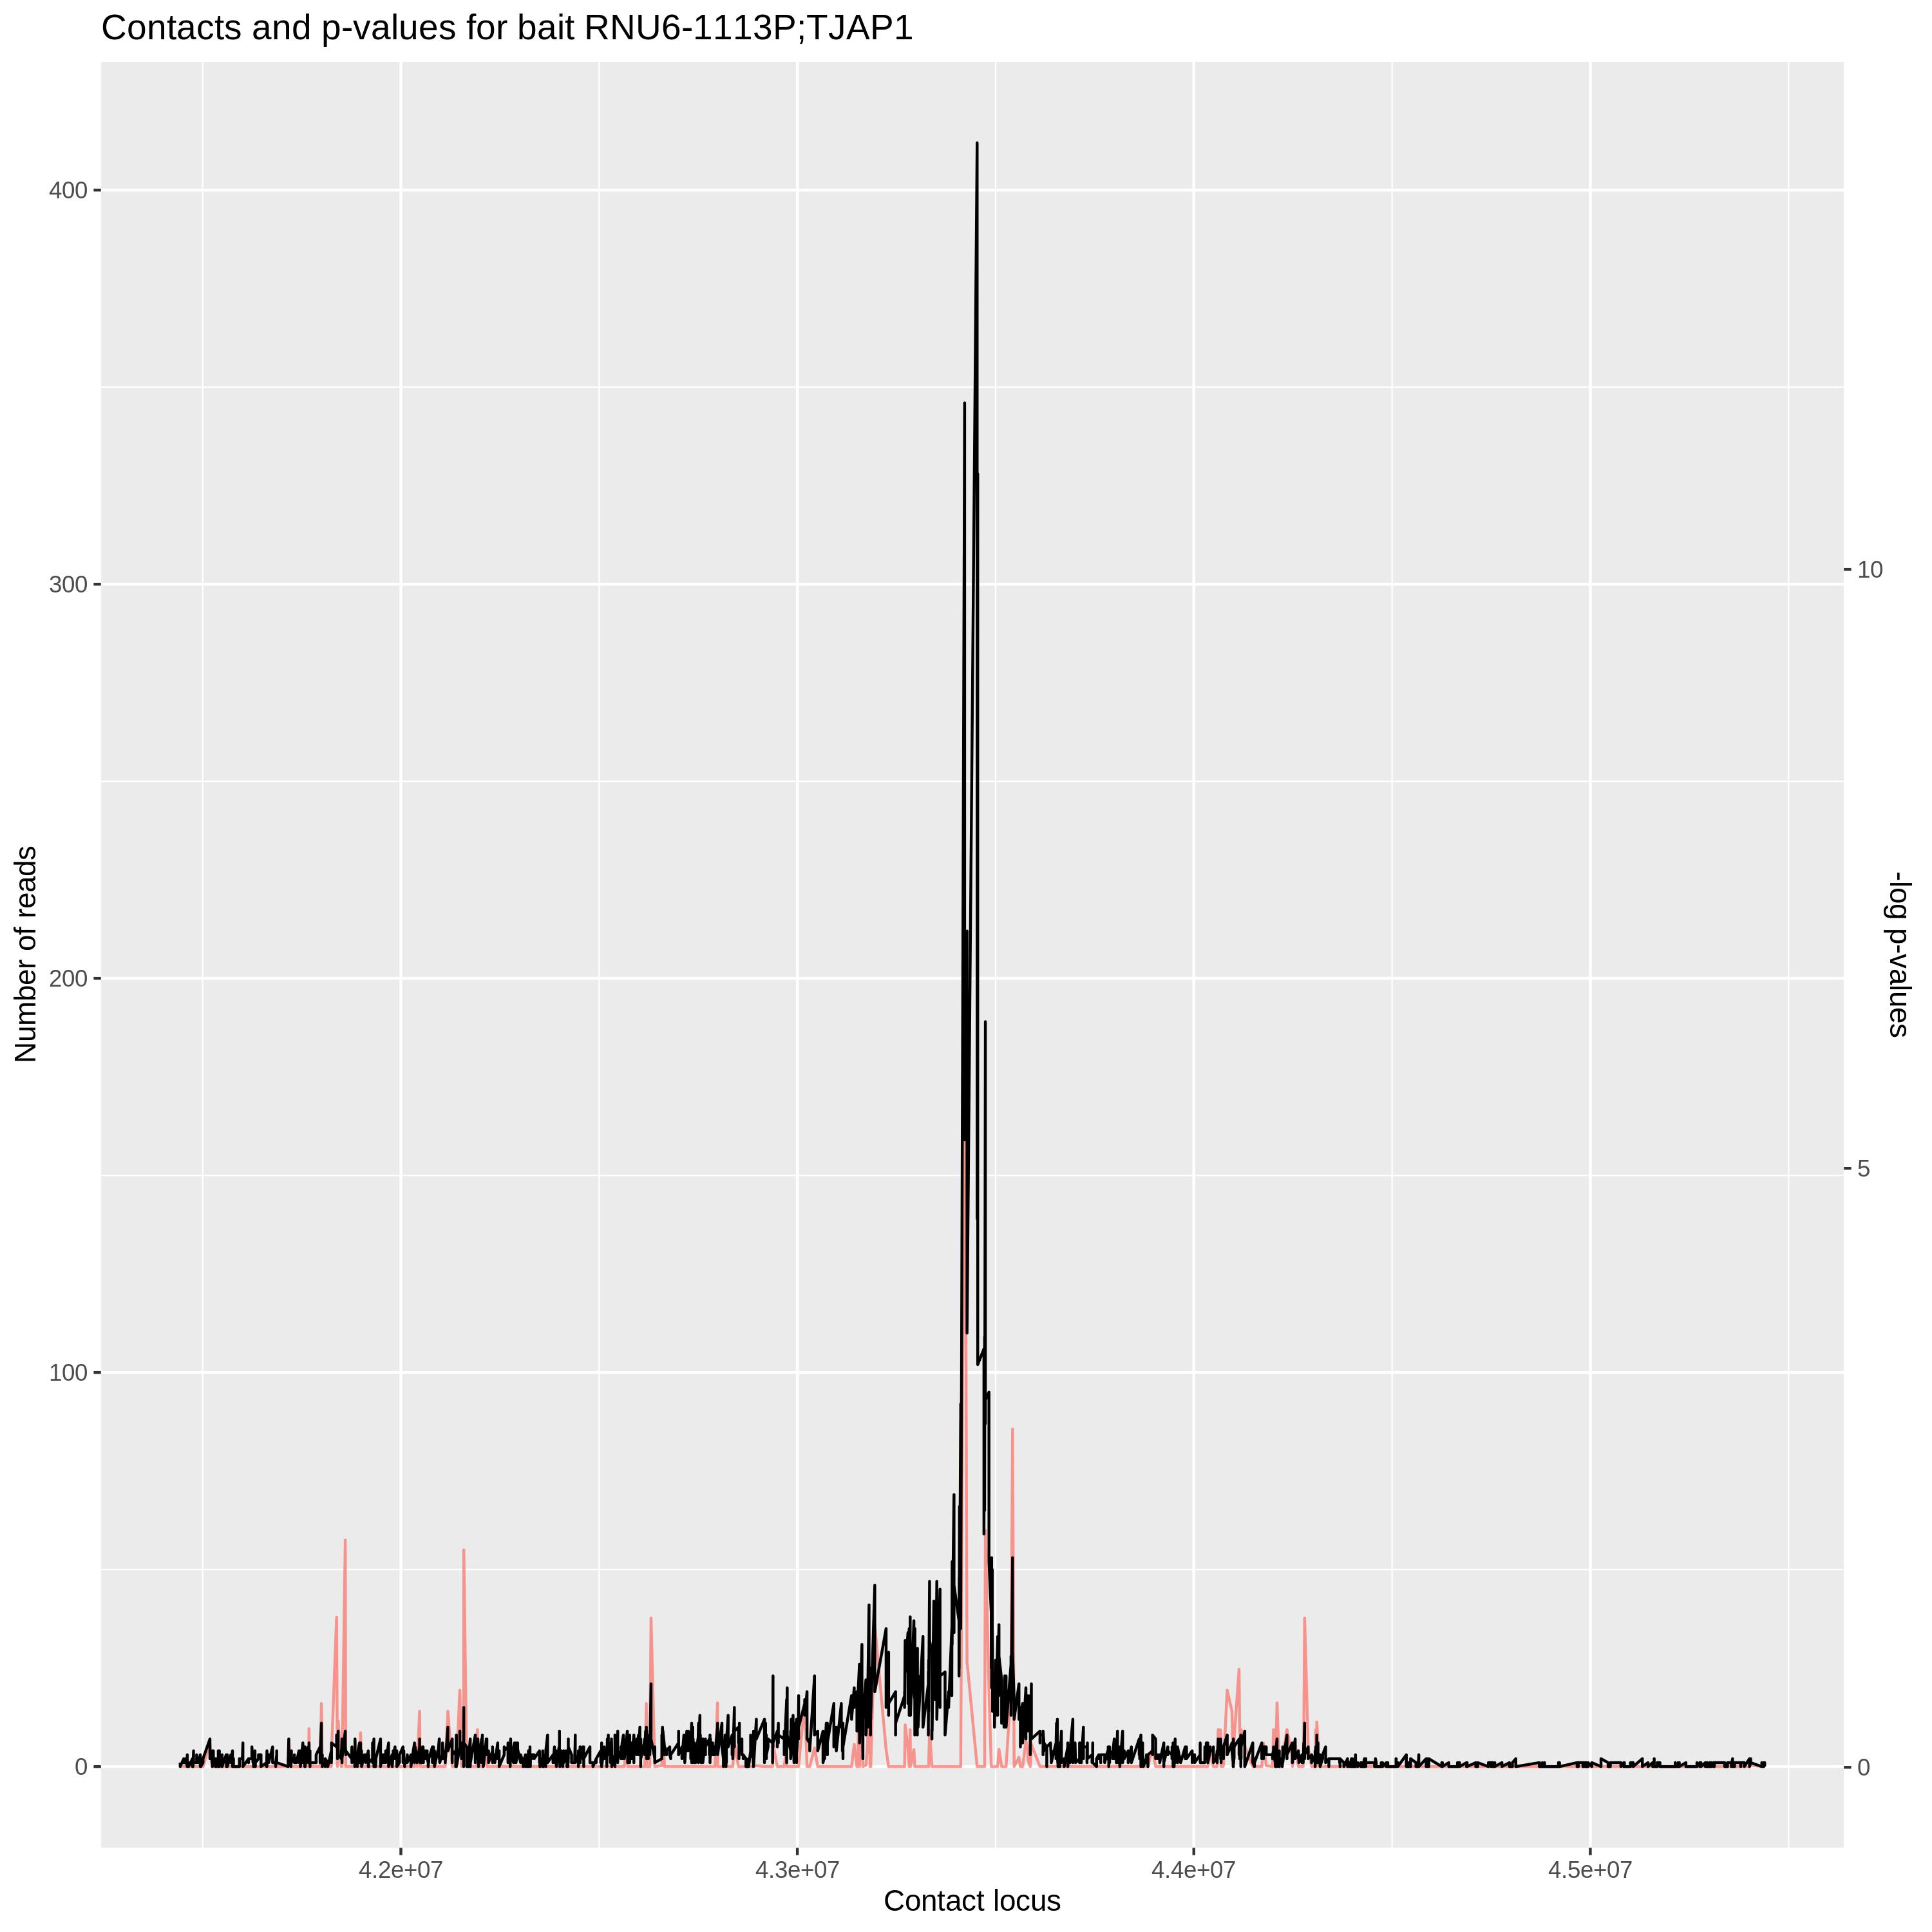 Contacts and p-values for bait RNU6-1113P;TJAP1
400
300
200
100
0
Number of reads
10
5
0
-log p-values
4.2e+07
4.3e+07
4.4e+07
4.5e+07
Contact locus